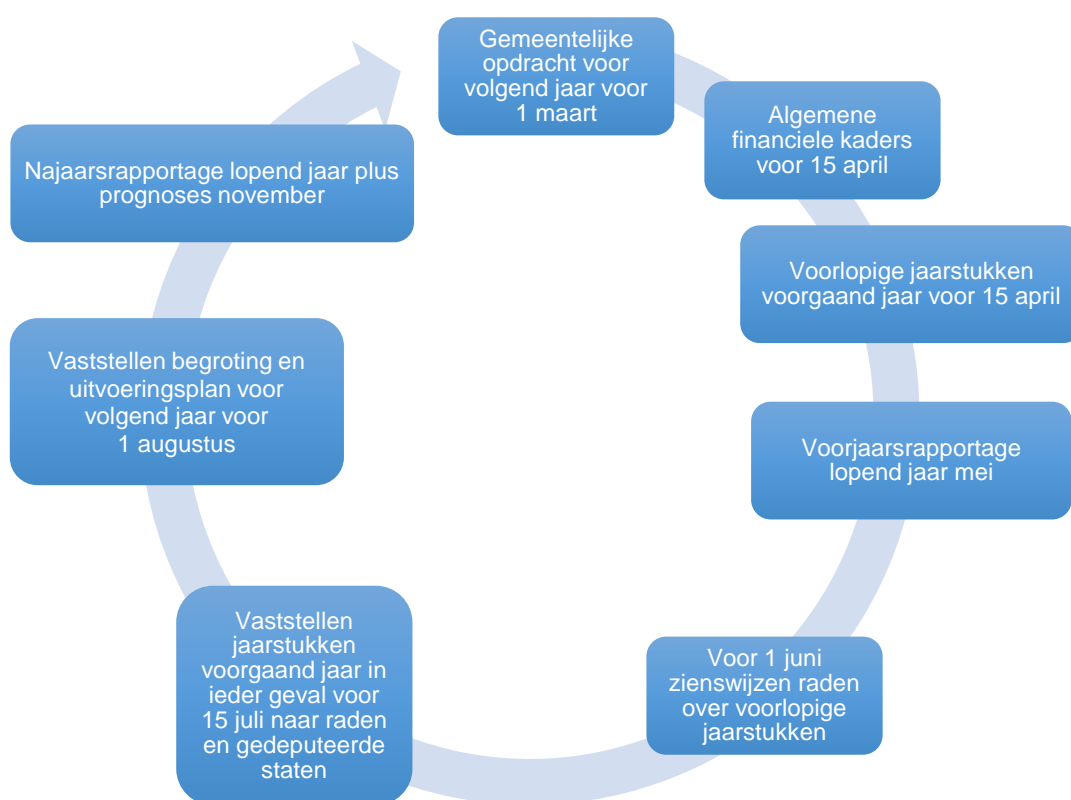 Gemeentelijke
opdracht voor
volgend jaar voor
1 maart
Algemene
financiele kaders
voor 15 april
Voorlopige jaarstukken
voorgaand jaar voor 15 april
Voorjaarsrapportage
lopend jaar mei
Voor 1 juni
zienswijzen raden
over voorlopige
jaarstukken
Vaststellen
jaarstukken
voorgaand jaar in
ieder geval voor
15 juli naar raden
en gedeputeerde
staten
Vaststellen begroting en
uitvoeringsplan voor
volgend jaar voor
1 augustus
Najaarsrapportage lopend jaar plus
prognoses november